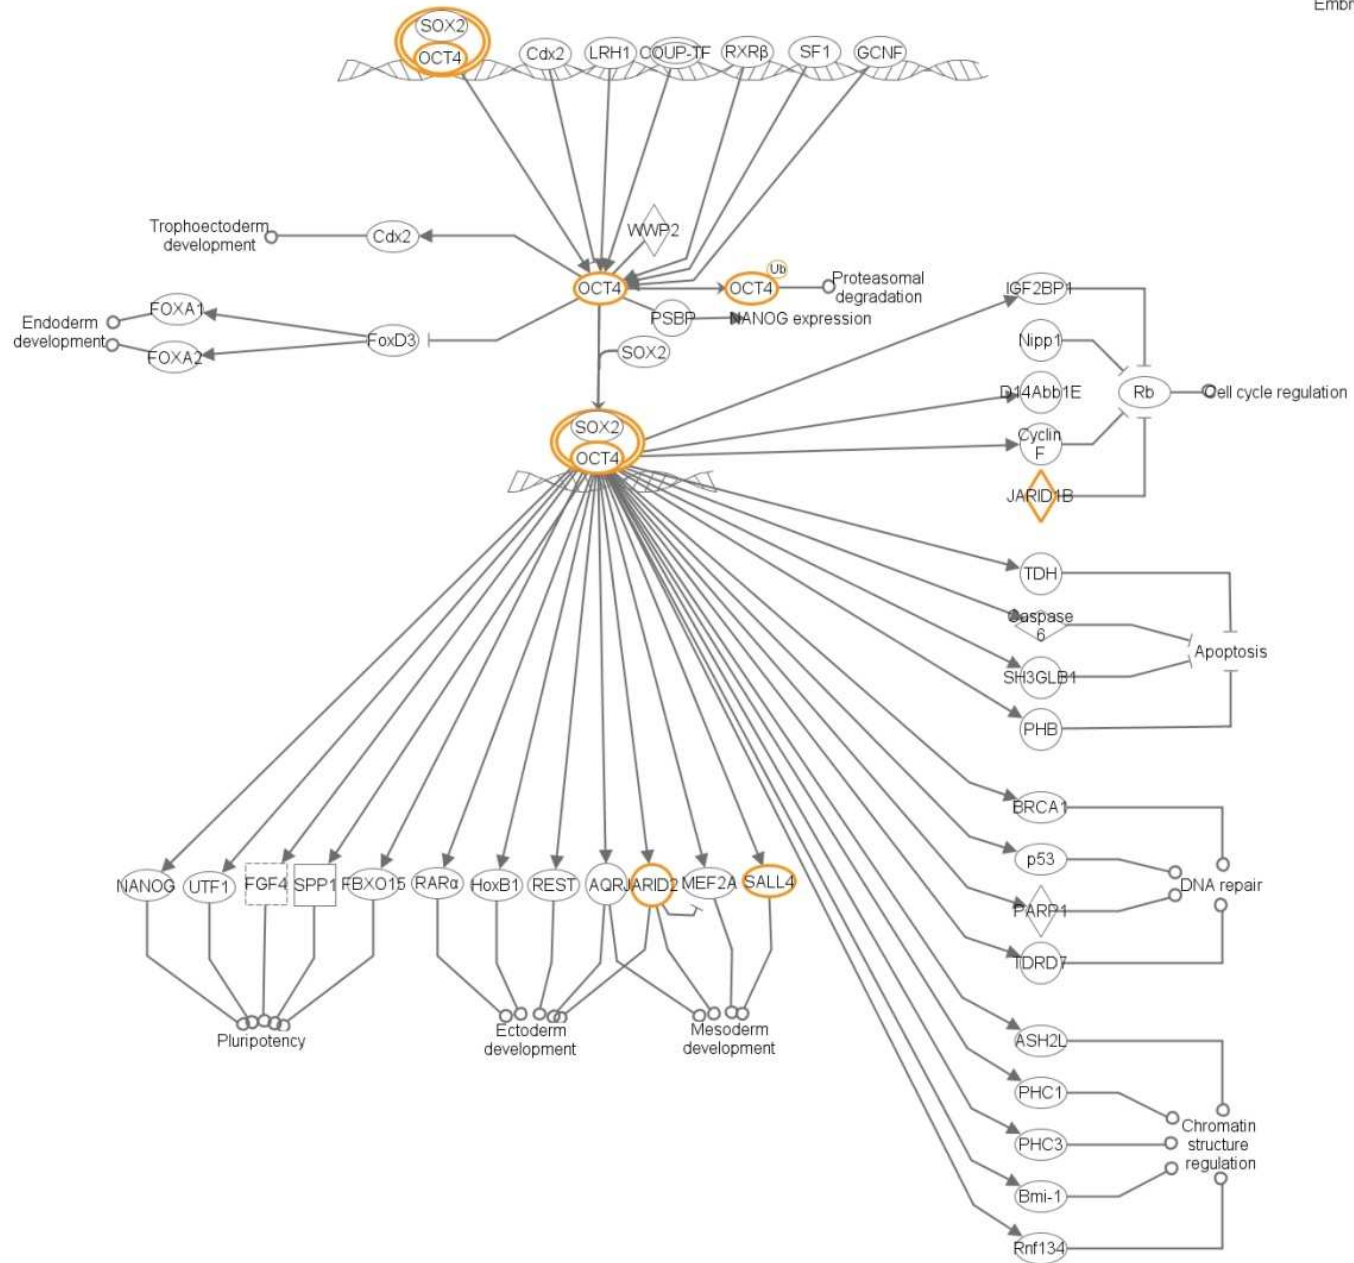 Embr
SOX2
OCT4
Cdx2
LRH1
COUP-TF
RXRβ
SF1
GCNF
Trophoectoderm
development
Cdx2
WWP2
OCT4
OCT4
Ub
Proteasomal
degradation
Endoderm
development
FOXA1
FOXA2
FoxD3
PSBP
NANOG expression
SOX2
SOX2
OCT4
IGF2BP1
Nipp1
D14Abb1E
Cyclin
F
JARID1B
Rb
Cell cycle regulation
TDH
Caspase
6
SH3GLB1
PHB
Apoptosis
BRCA1
p53
PARP1
TDRD7
DNA repair
NANOG
UTF1
FGF4
SPP1
FBXO15
RARα
HoxB1
REST
AQR
JARID2
MEF2A
SALL4
Pluripotency
Ectoderm
development
Mesoderm
development
ASH2L
PHC1
PHC3
Bmi-1
Rnf134
Chromatin
structure
regulation